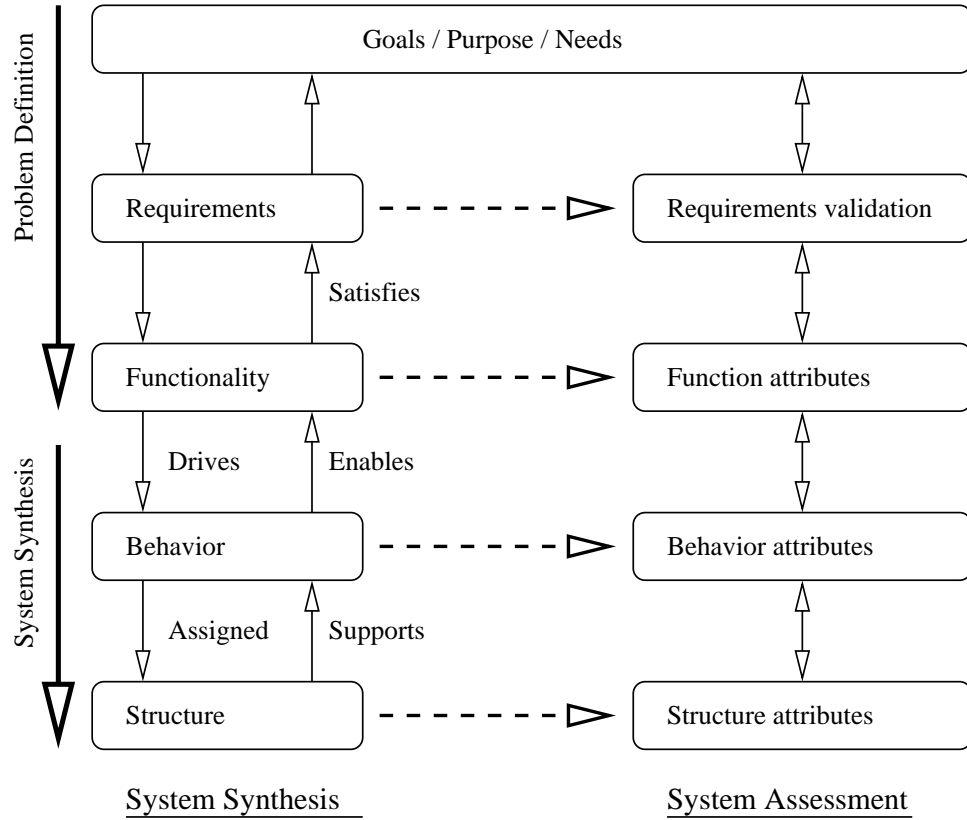 Goals / Purpose / Needs
Problem Definition
Requirements
Requirements validation
Satisfies
Functionality
Function attributes
System Synthesis
Drives
Enables
Behavior
Behavior attributes
Assigned
Supports
Structure
Structure attributes
System Synthesis
System Assessment